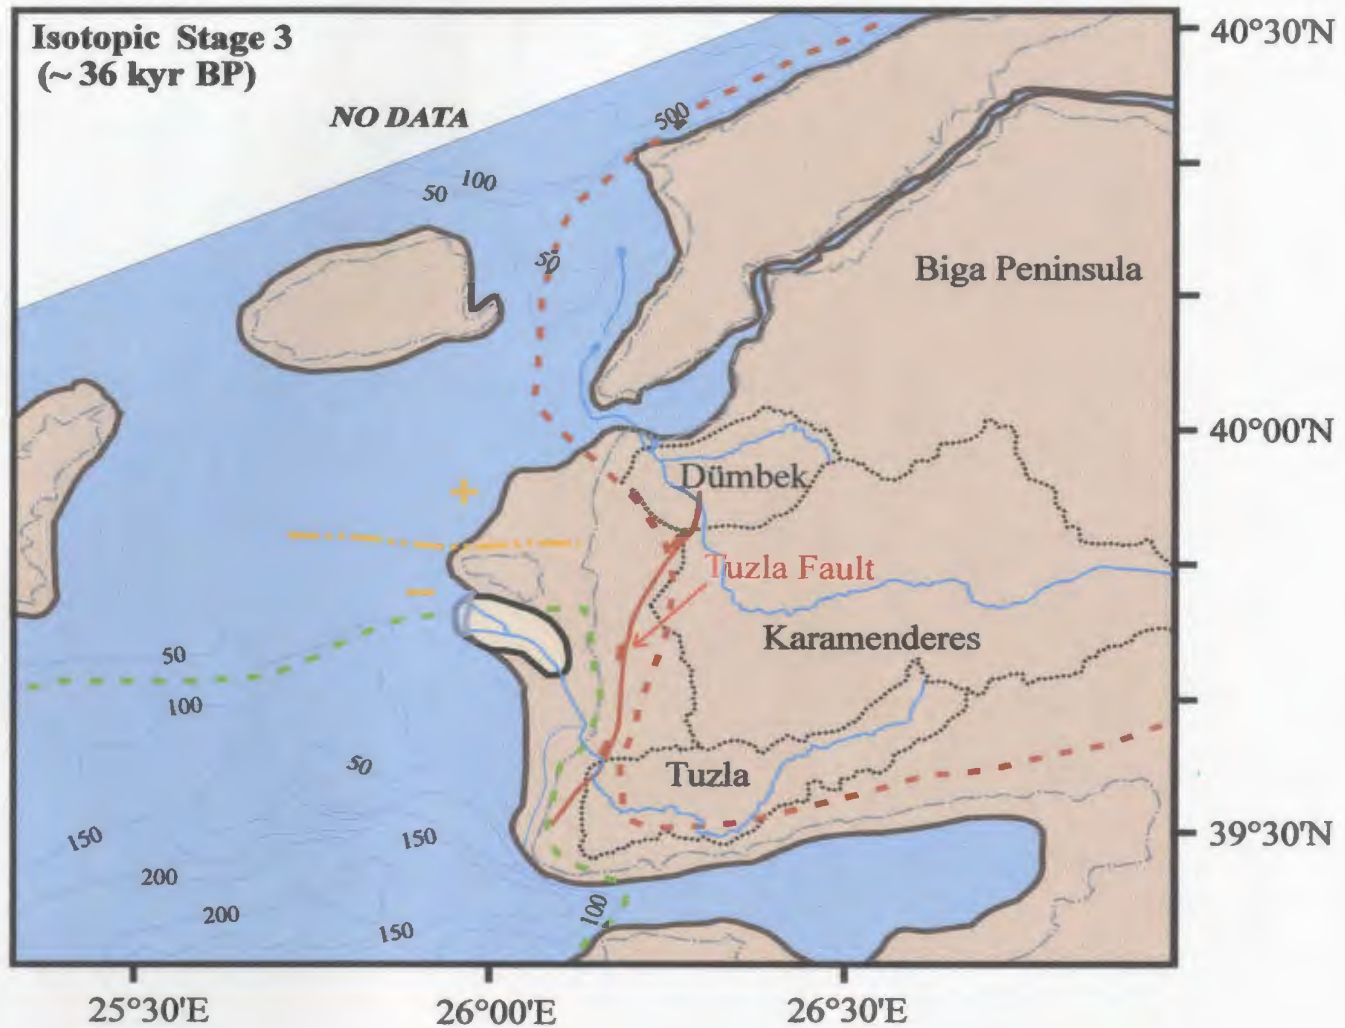 Isotopic Stage 3
(~ 36 kyr BP)
NO DATA
40°30'N
500
50
100
50
Biga Peninsula
40°00'N
Dümbek
+
Tuzla Fault
Karamenderes
50
100
50
Tuzla
150
150
39°30'N
200
200
150
100
25°30'E
26°00'E
26°30'E